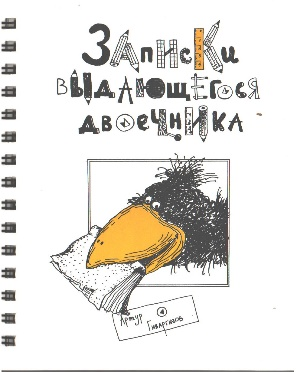 Записки
выдающегося
двоечника
Артур
Гиваргизов